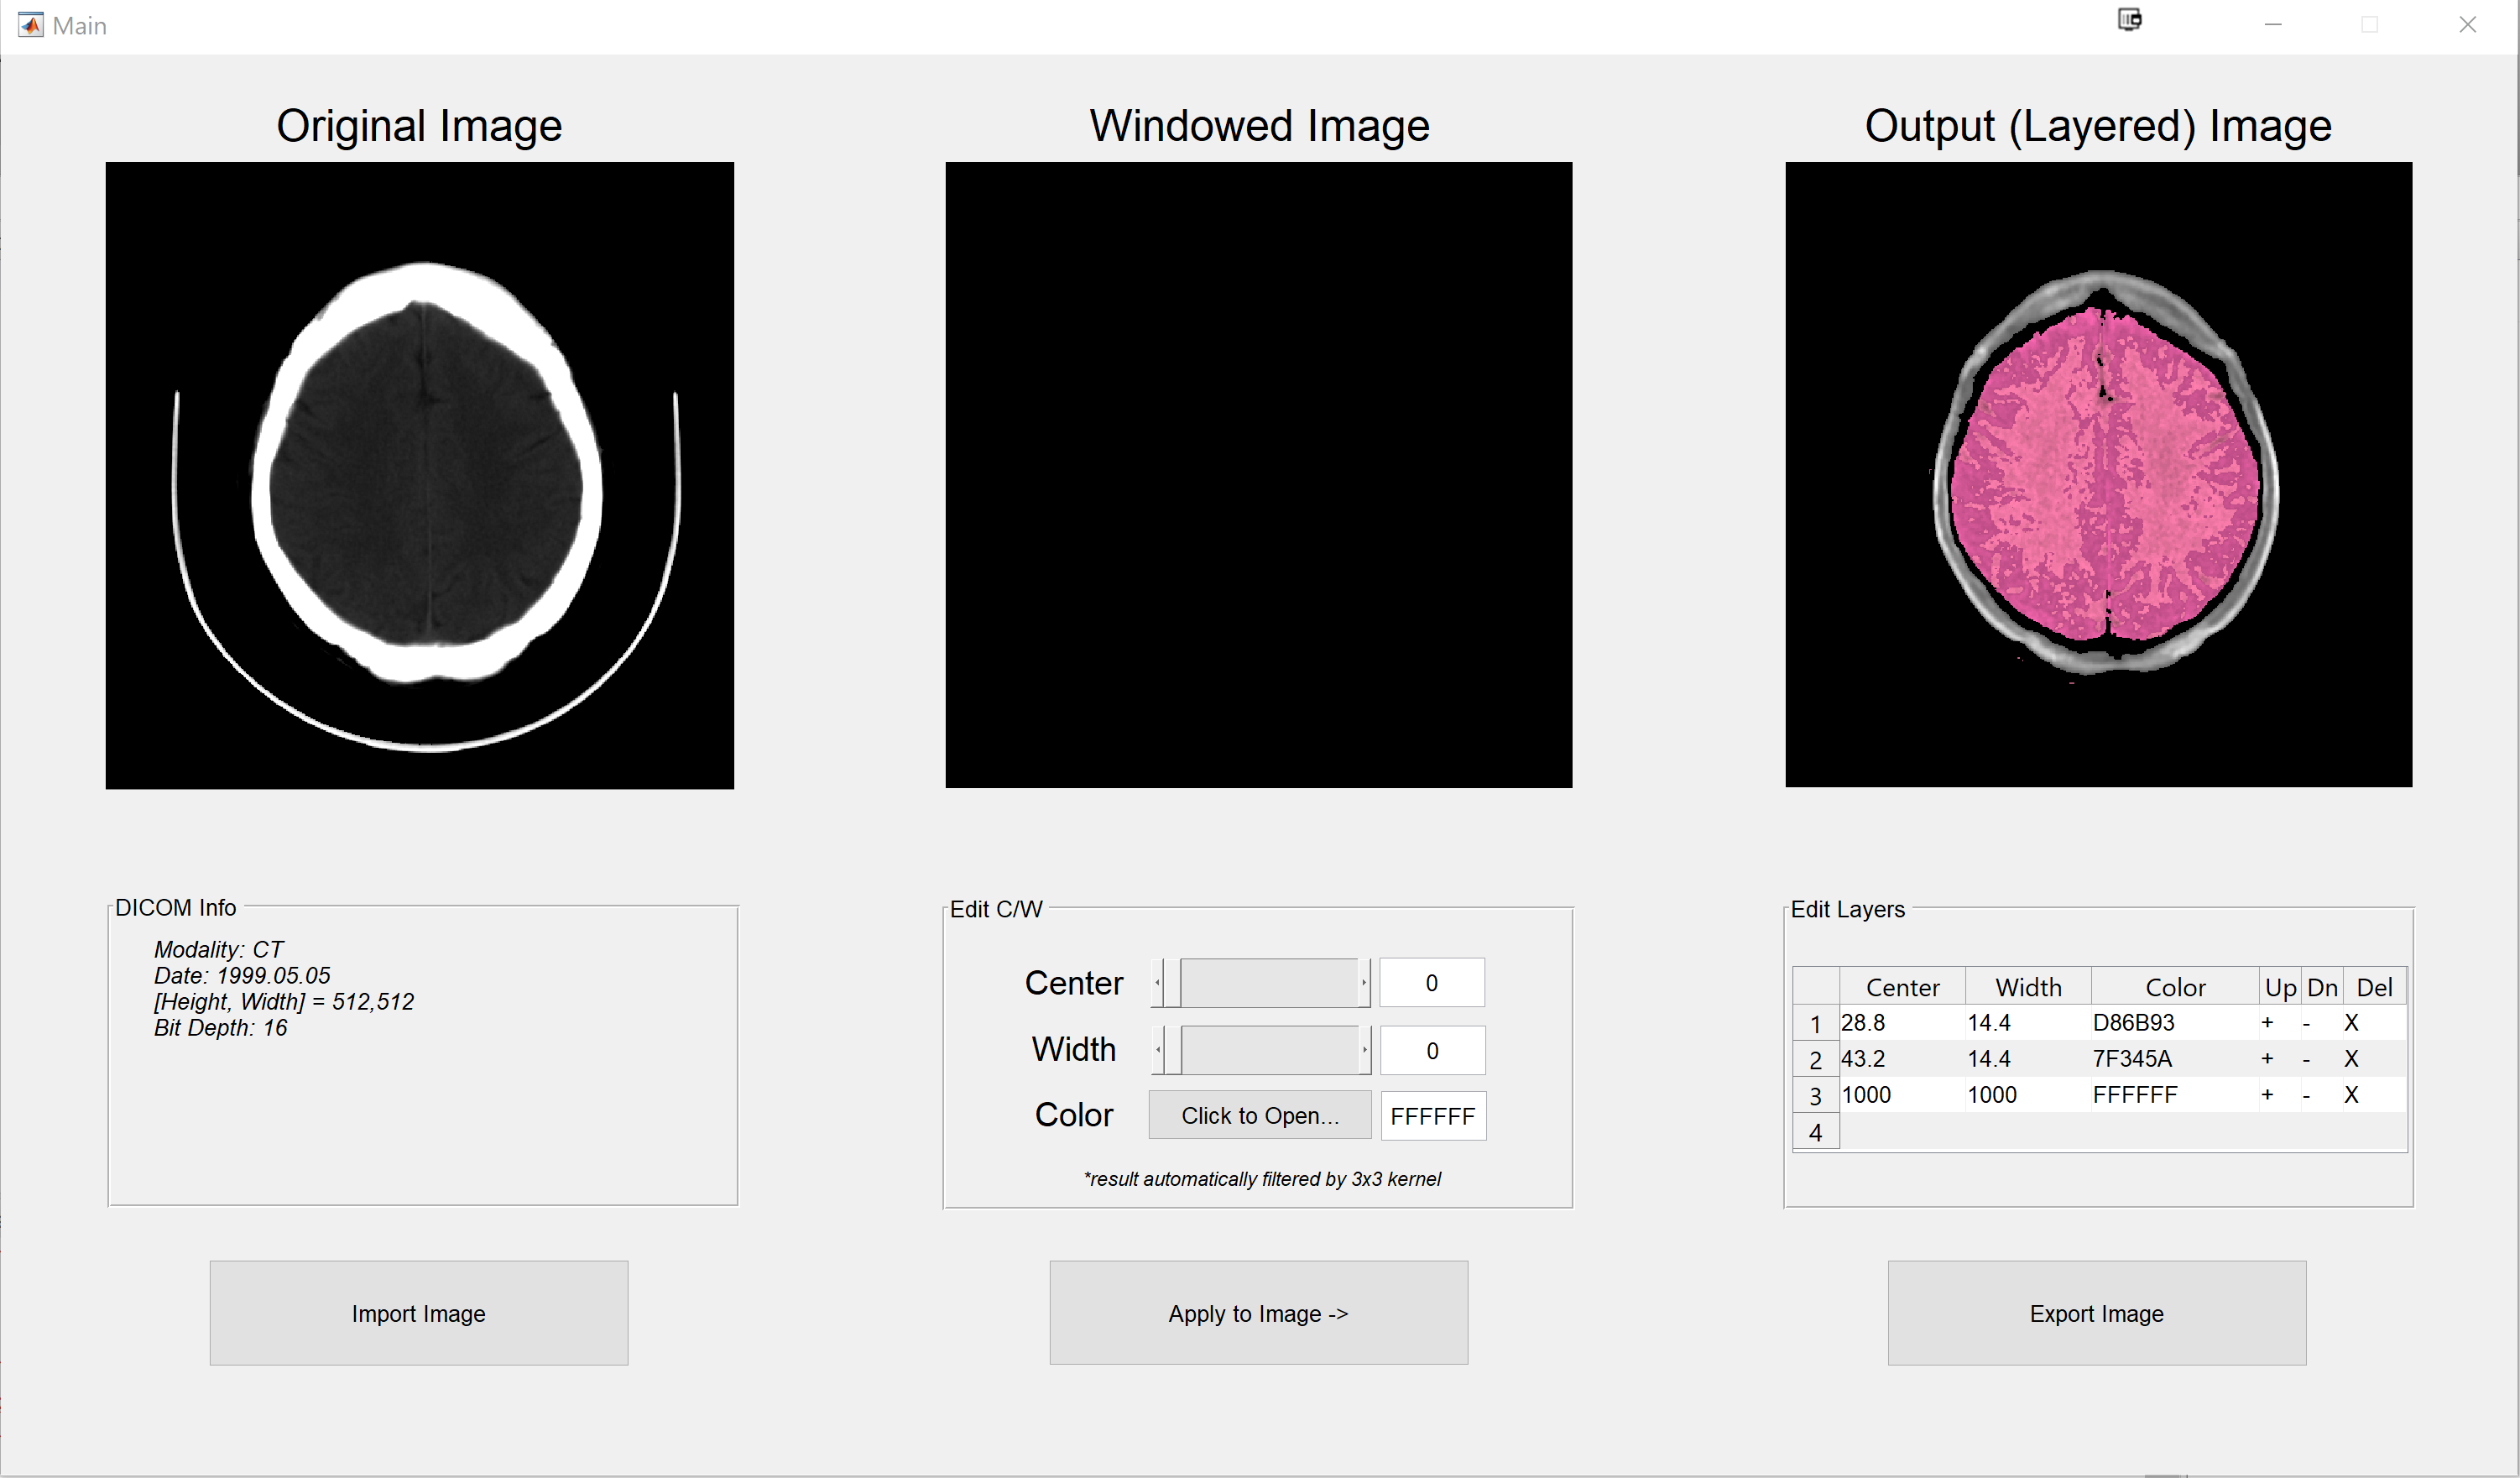 Main
Original Image
Windowed Image
Output (Layered) Image
DICOM Info
Modality: CT
Date: 1999.05.05
[Height, Width] = 512,512
Bit Depth: 16
Import Image
Edit C/W
Center 0
Width 0
Color Click to Open... FFFFFF
*result automatically filtered by 3x3 kernel
Apply to Image ->
Edit Layers
Center Width Color Up Dn Del
1 28.8 14.4 D86B93 + - X
2 43.2 14.4 7F345A + - X
3 1000 1000 FFFFFF + - X
4
Export Image